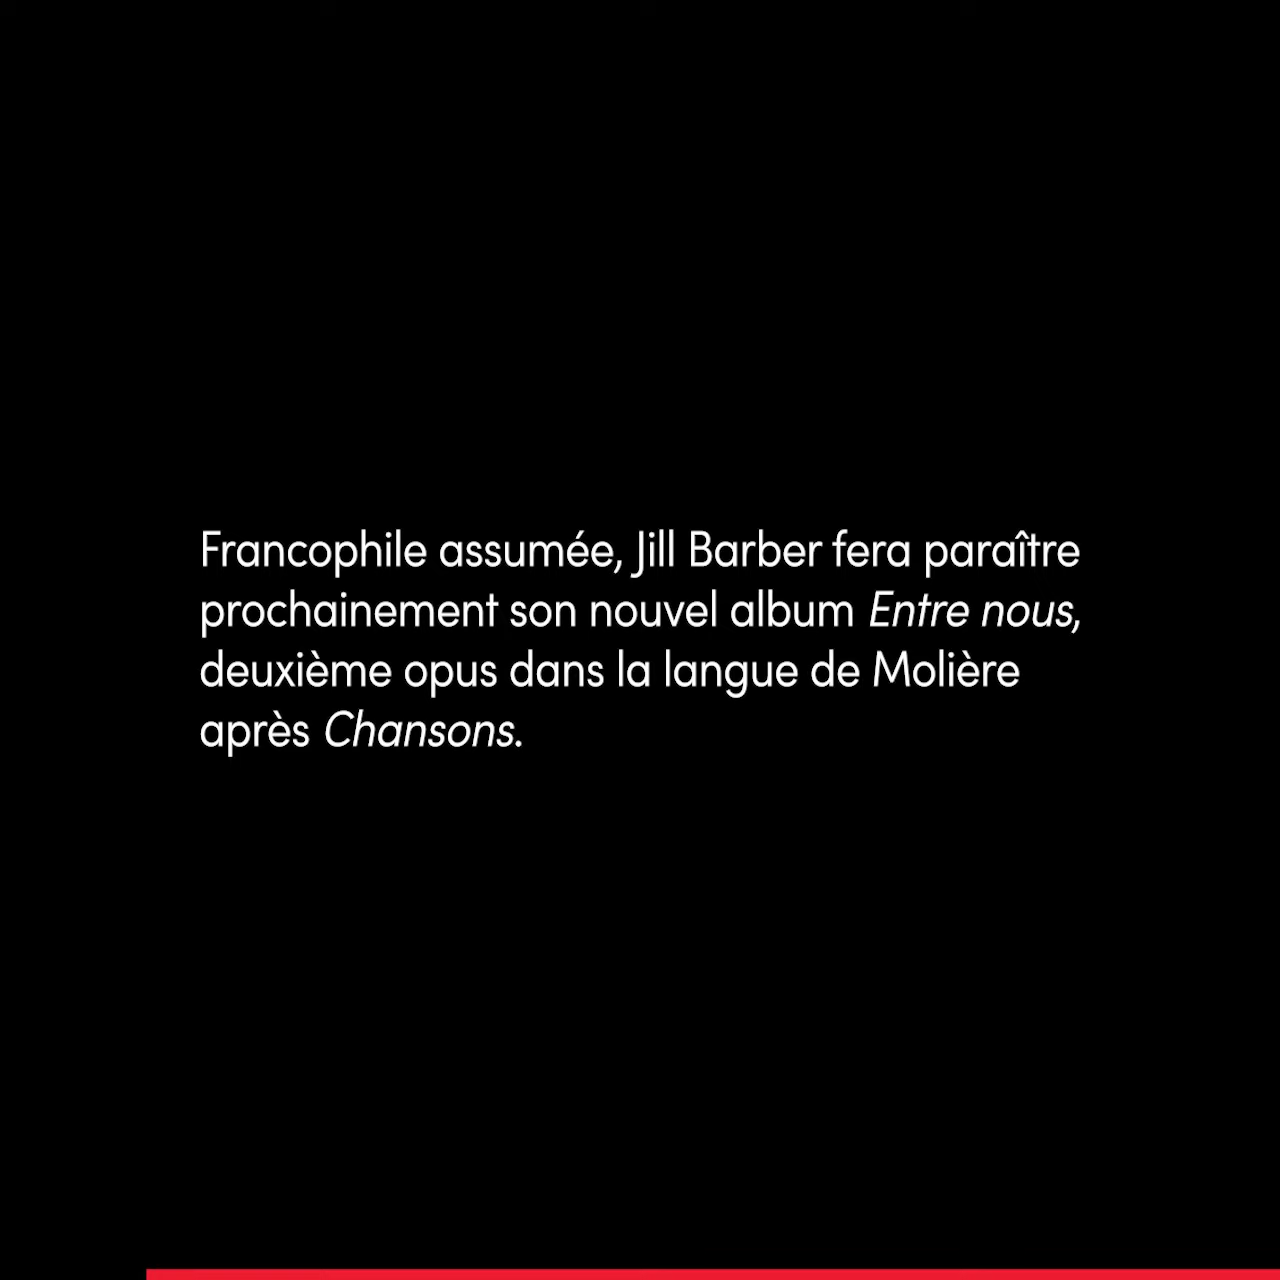 Francophile assumée, Jill Barber fera paraître
prochainement son nouvel album Entre nous,
deuxième opus dans la langue de Molière
après Chansons.